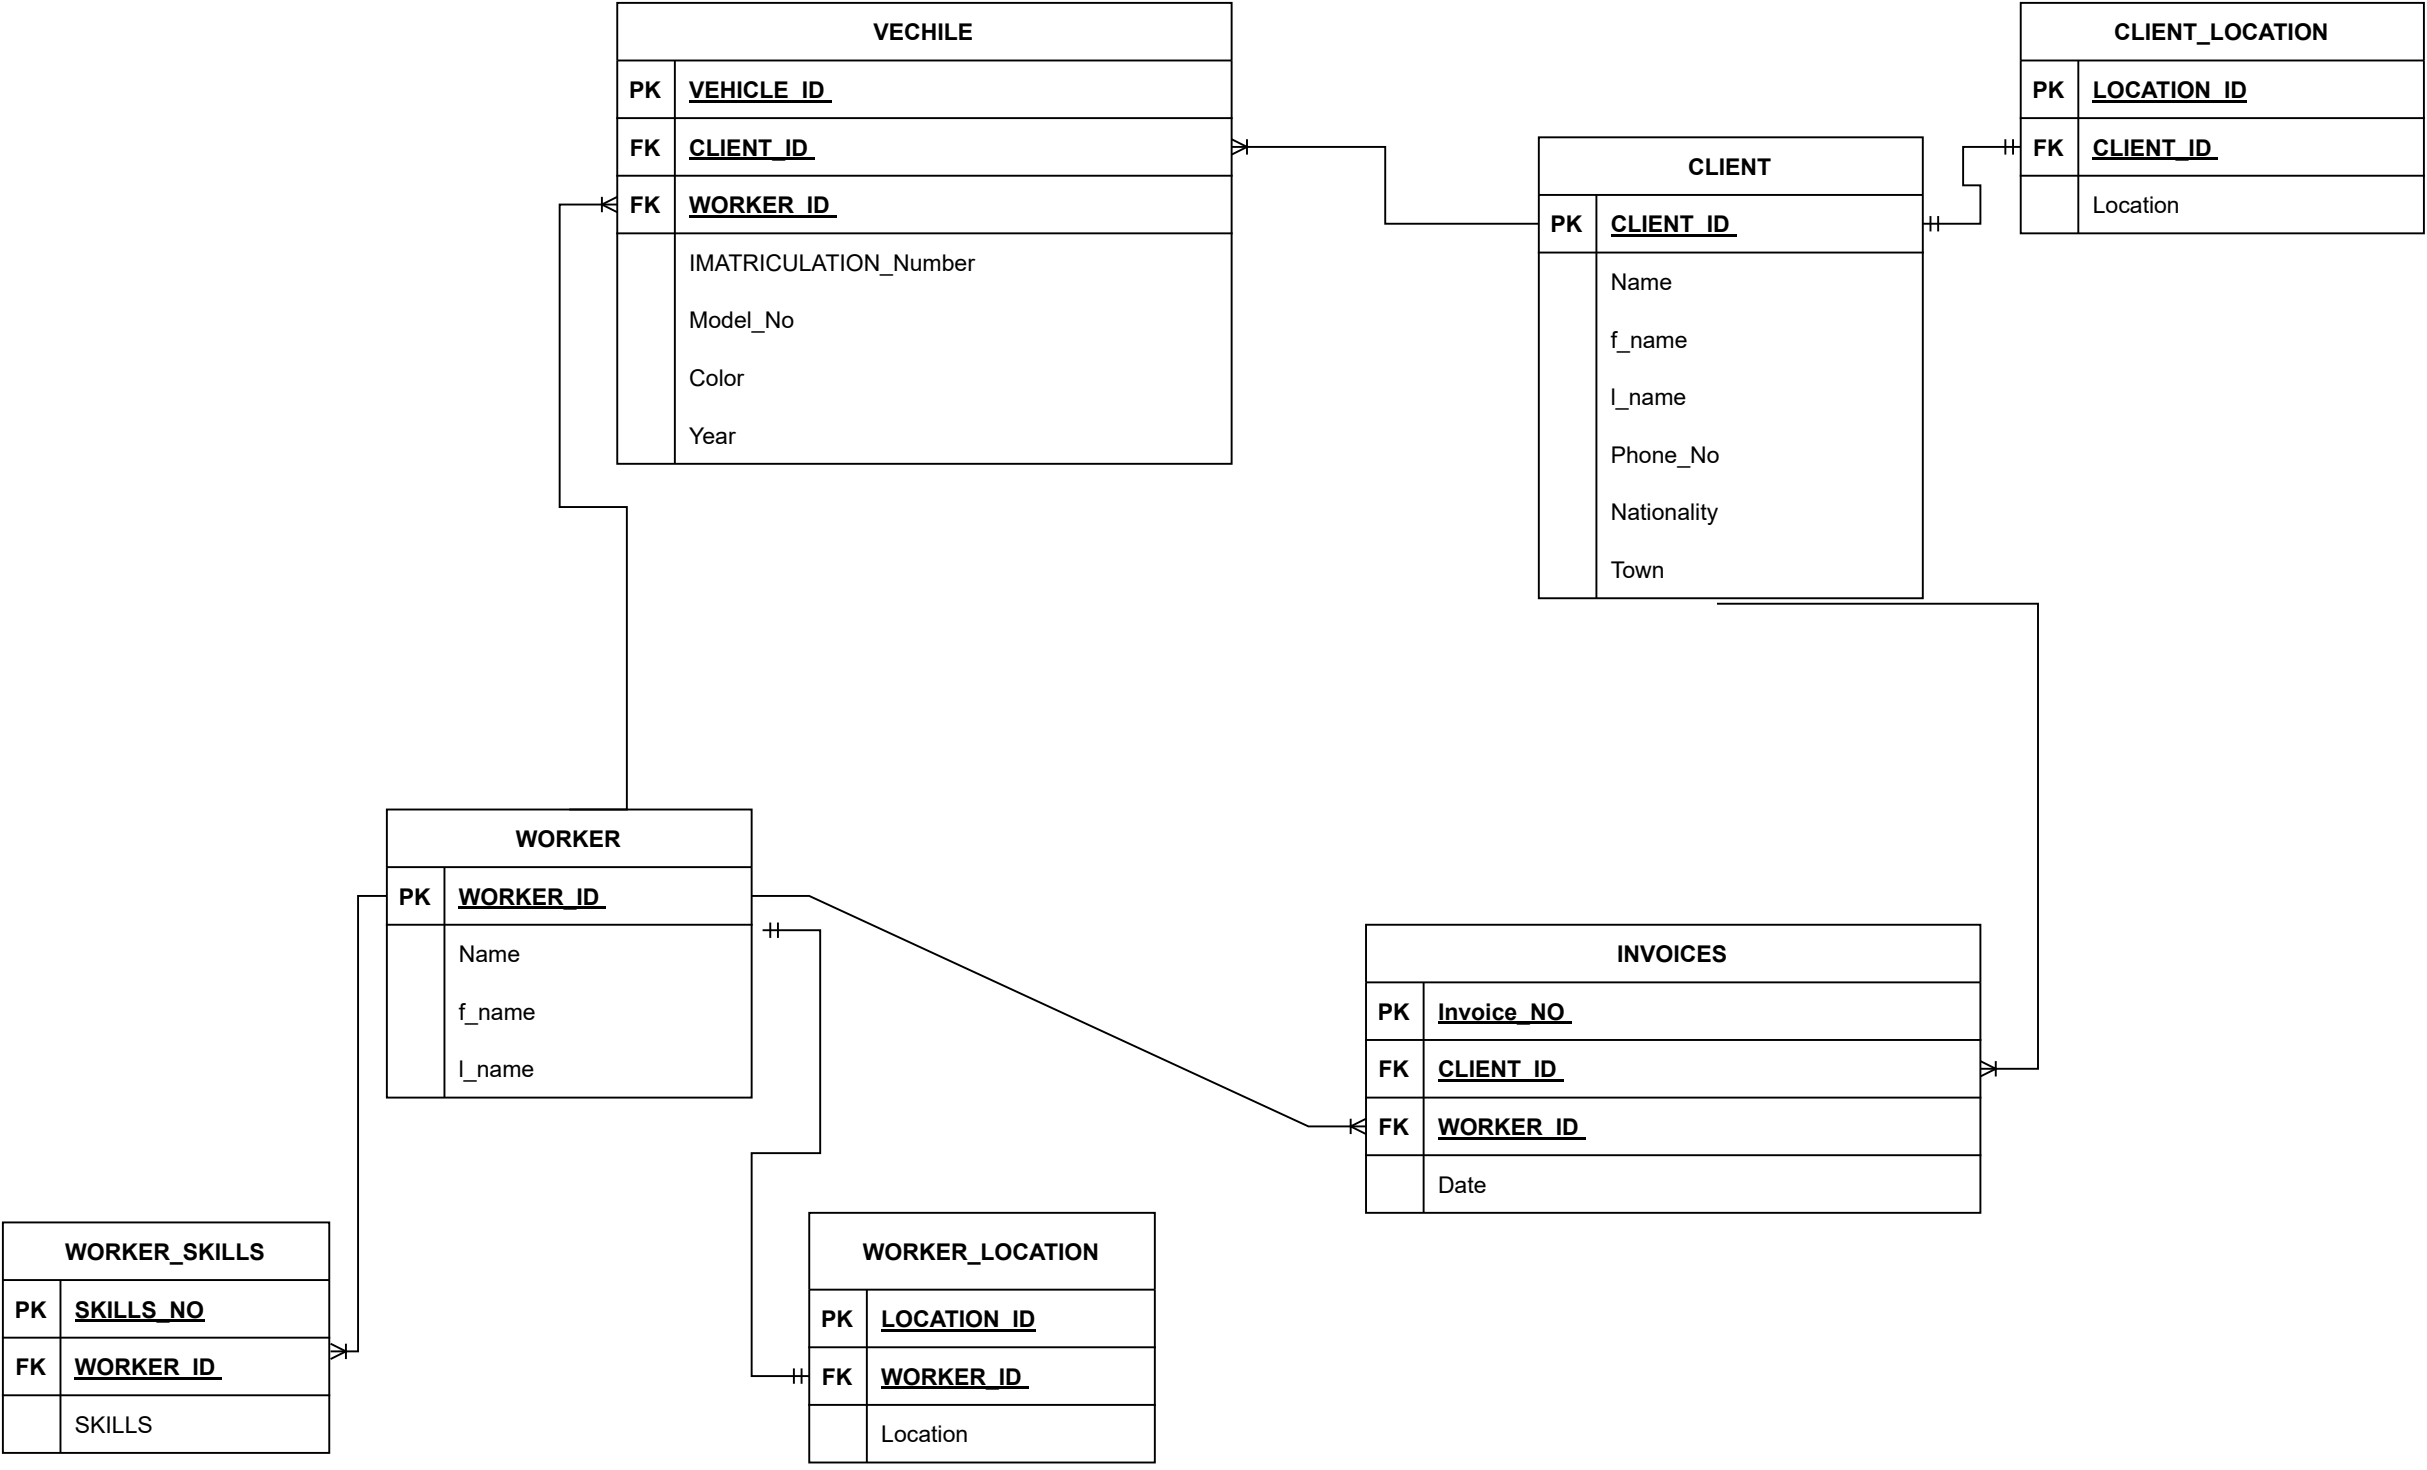 VECHILE
PK VEHICLE_ID
FK CLIENT_ID
FK WORKER_ID
IMATRICULATION_Number
Model_No
Color
Year
CLIENT
PK CLIENT_ID
Name
f_name
l_name
Phone_No
Nationality
Town
CLIENT_LOCATION
PK LOCATION_ID
FK CLIENT_ID
Location
WORKER
PK WORKER_ID
Name
f_name
l_name
INVOICES
PK Invoice_NO
FK CLIENT_ID
FK WORKER_ID
Date
WORKER_SKILLS
PK SKILLS_NO
FK WORKER_ID
SKILLS
WORKER_LOCATION
PK LOCATION_ID
FK WORKER_ID
Location